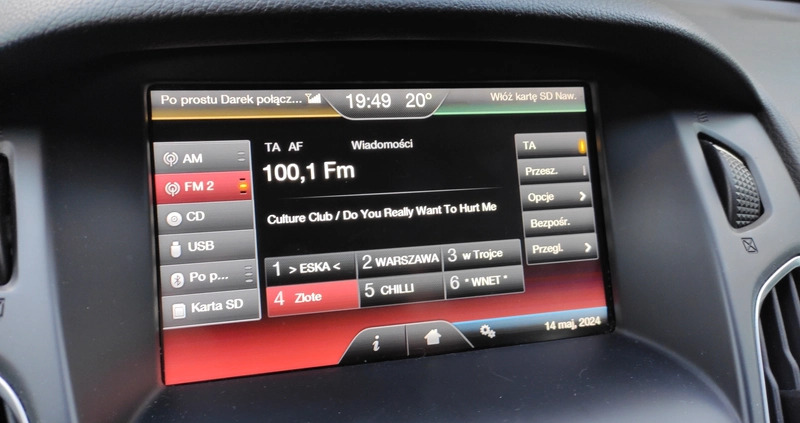 Po prostu Darek połącz...
19:49 20°
Włóż kartę SD Naw.
AM
FM 2
CD
USB
Po p...
Karta SD
TA AF Wiadomości
100,1 Fm
Culture Club / Do You Really Want To Hurt Me
1 > ESKA <
2 WARSZAWA
3 w Trojce
4 Zlote
5 CHILLI
6 * WNET *
TA
Przesz.
Opcje
Bezpośr.
Przegl.
i
14 maj, 2024